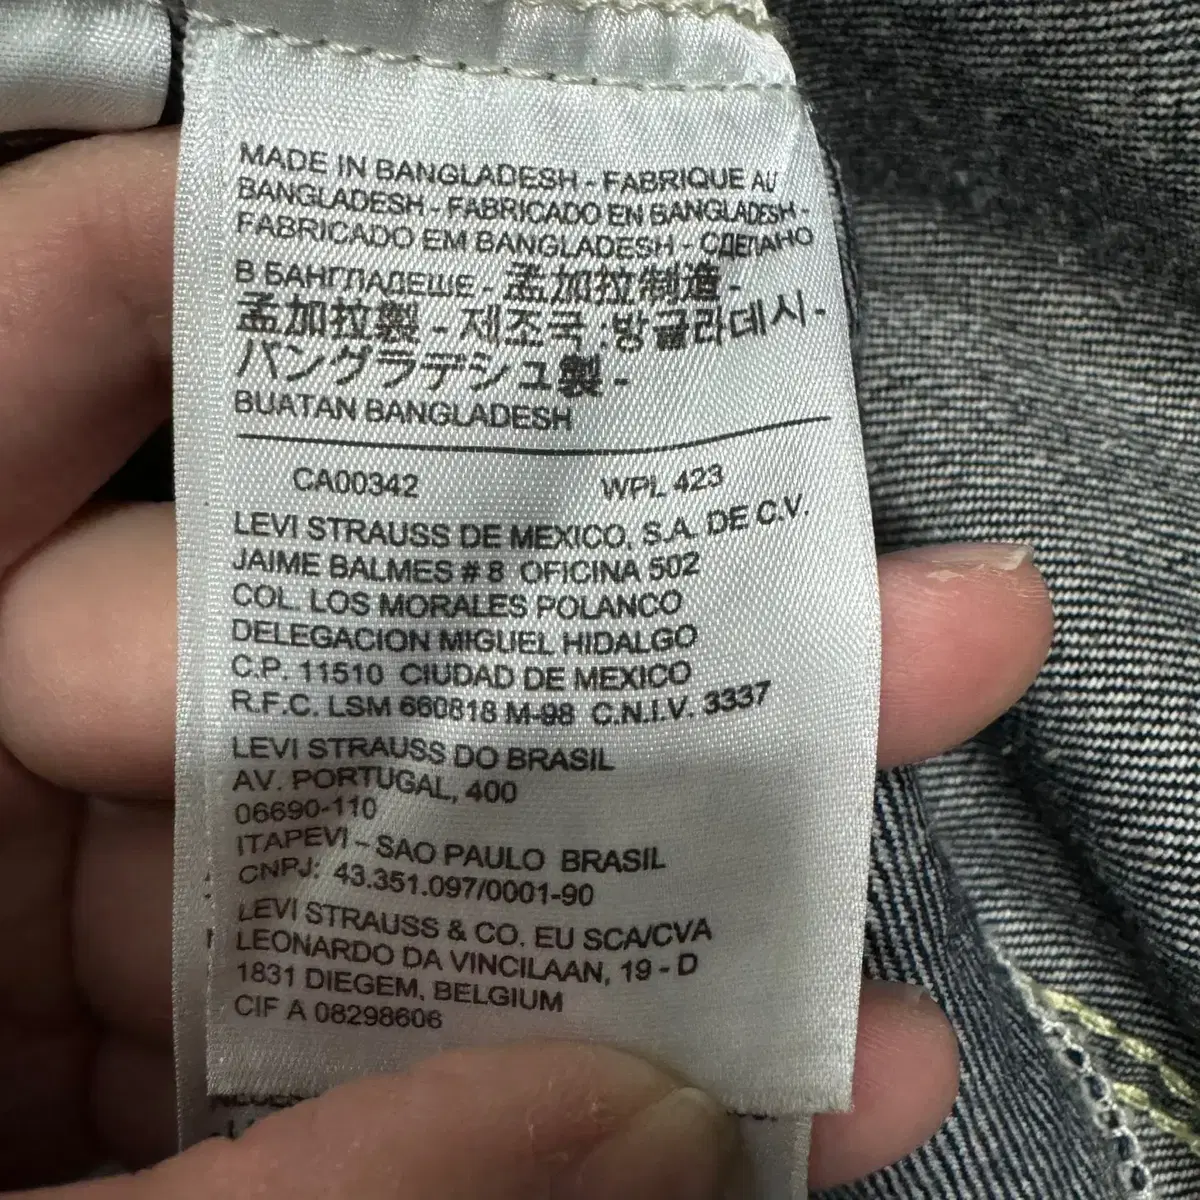 MADE IN BANGLADESH - FABRIQUE AU
BANGLADESH - FABRICADO EN BANGLADESH -
FABRICADO EM BANGLADESH - СДЕЛАНО
В БАНГЛАДЕШЕ - 孟加拉制造 -
孟加拉製 - 제조국 :방글라데시 -
バングラデシュ製 -
BUATAN BANGLADESH
CA00342 WPL 423
LEVI STRAUSS DE MEXICO, S.A. DE C.V.
JAIME BALMES # 8 OFICINA 502
COL. LOS MORALES POLANCO
DELEGACION MIGUEL HIDALGO
C.P. 11510 CIUDAD DE MEXICO
R.F.C. LSM 660818 M-98 C.N.I.V. 3337
LEVI STRAUSS DO BRASIL
AV. PORTUGAL, 400
06690-110
ITAPEVI - SAO PAULO BRASIL
CNPJ: 43.351.097/0001-90
LEVI STRAUSS & CO. EU SCA/CVA
LEONARDO DA VINCILAAN, 19 - D
1831 DIEGEM, BELGIUM
CIF A 08298606